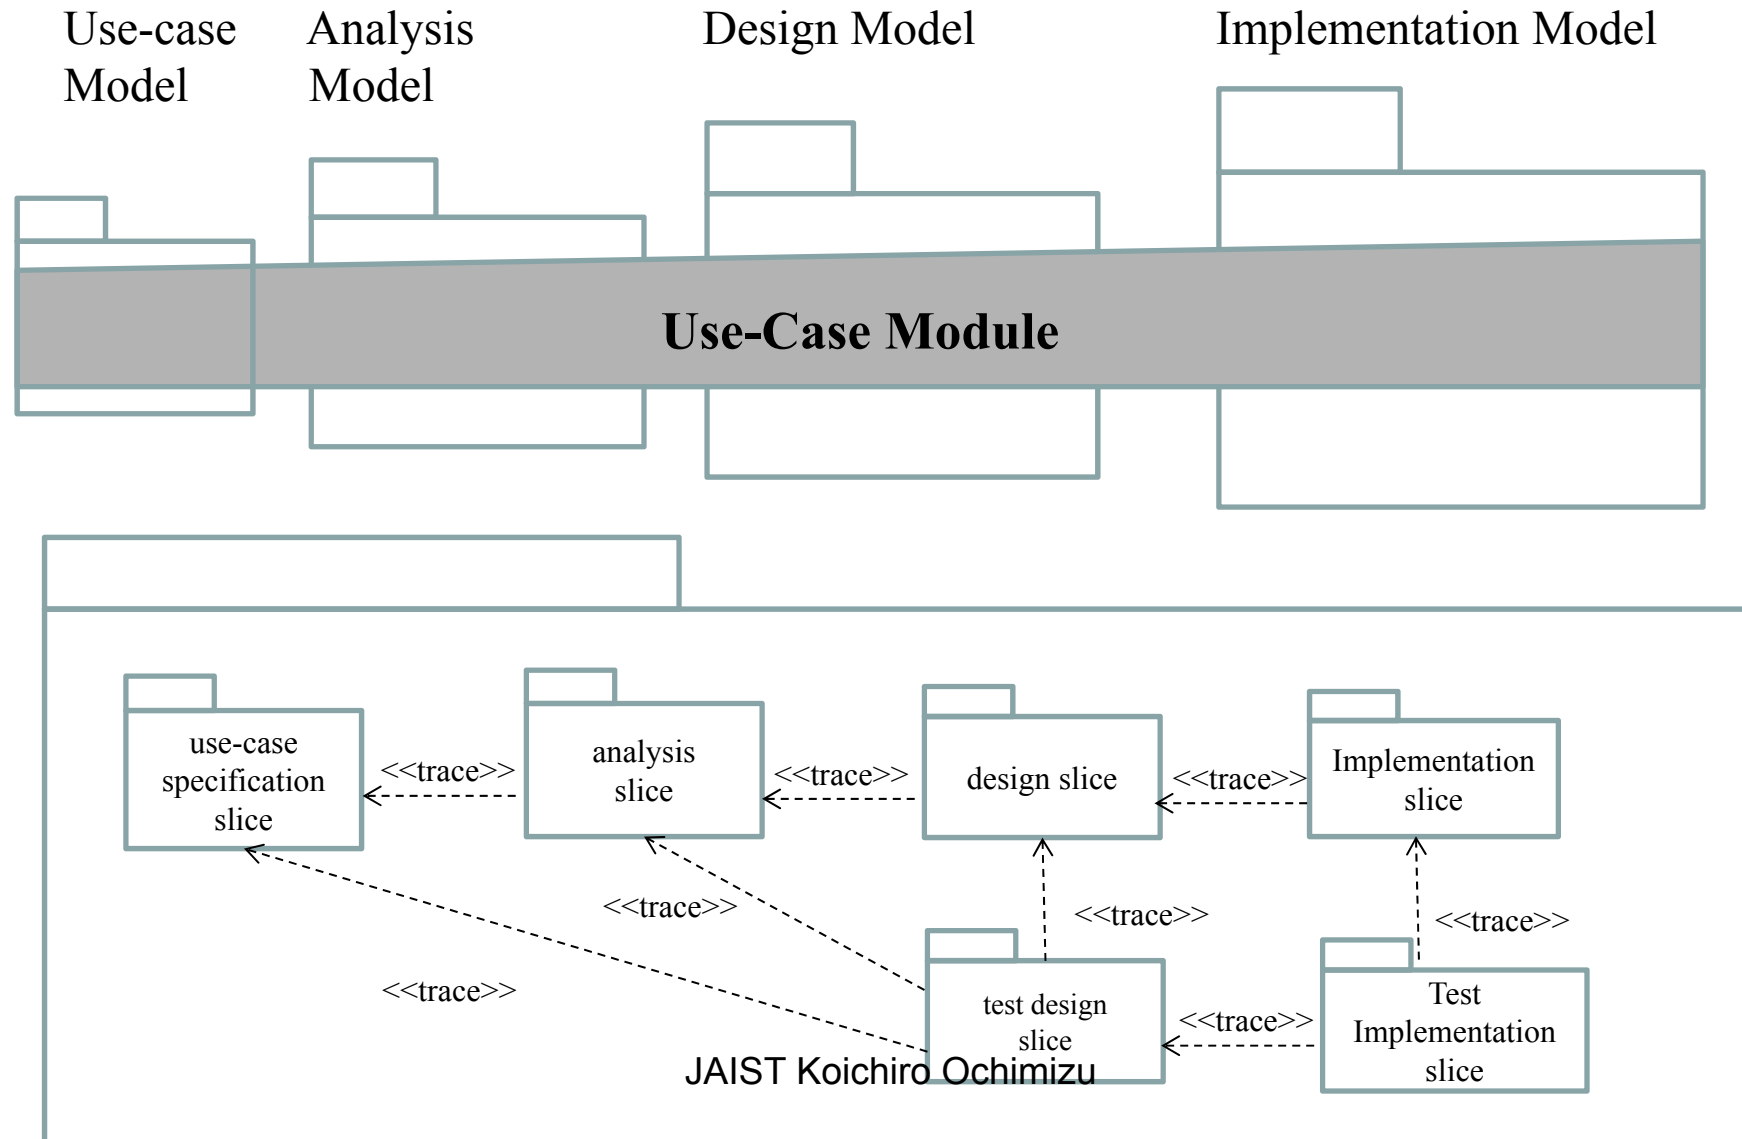 Use-case
Model
Analysis
Model
Design Model
Implementation Model
Use-Case Module
use-case
specification
slice
<<trace>>
analysis
slice
<<trace>>
design slice
<<trace>>
Implementation
slice
<<trace>>
<<trace>>
<<trace>>
<<trace>>
test design
slice
<<trace>>
Test
Implementation
slice
JAIST Koichiro Ochimizu